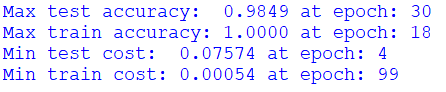 Max test accuracy:  0.9849 at epoch: 30
Max train accuracy: 1.0000 at epoch: 18
Min test cost:  0.07574 at epoch: 4
Min train cost: 0.00054 at epoch: 99